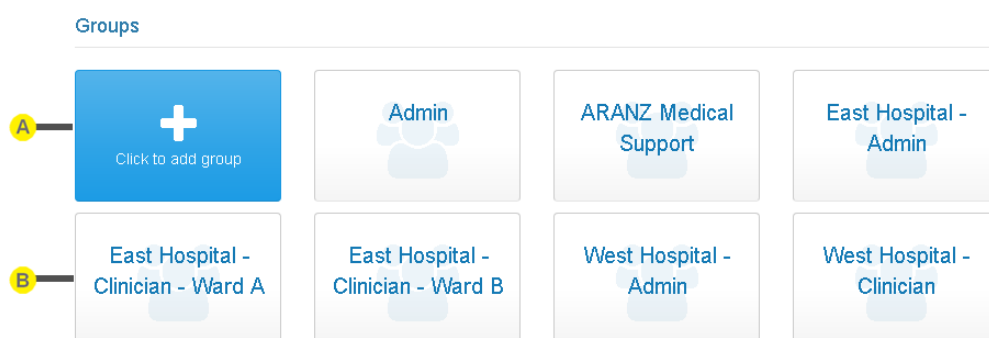 Groups
A
Click to add group
Admin
ARANZ Medical
Support
East Hospital -
Admin
B
East Hospital -
Clinician - Ward A
East Hospital -
Clinician - Ward B
West Hospital -
Admin
West Hospital -
Clinician